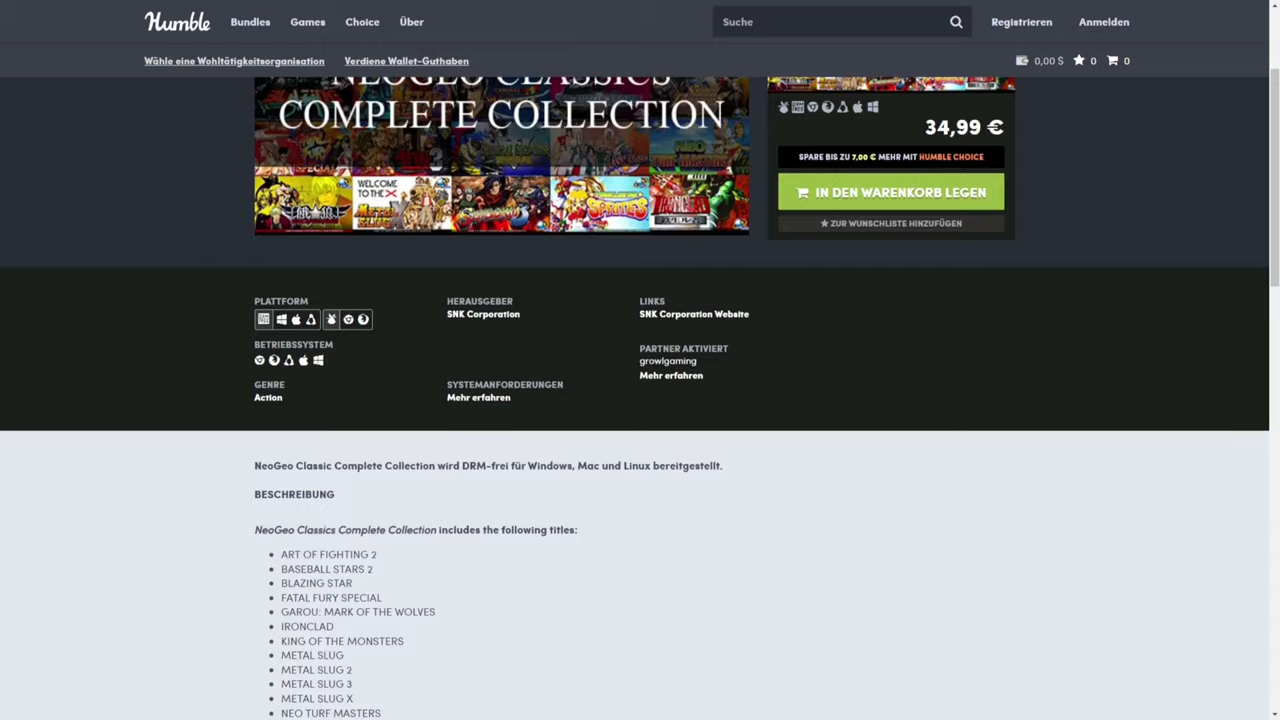 Humble
Bundles
Games
Choice
Über
Suche
Registrieren
Anmelden
Wähle eine Wohltätigkeitsorganisation
Verdiene Wallet-Guthaben
0,00 $
0
0
NEOGEO CLASSICS
COMPLETE COLLECTION
WELCOME
TO THE
METAL SLUG X
34,99 €
SPARE BIS ZU 7,00 € MEHR MIT HUMBLE CHOICE
IN DEN WARENKORB LEGEN
ZUR WUNSCHLISTE HINZUFÜGEN
PLATTFORM
HERAUSGEBER
SNK Corporation
LINKS
SNK Corporation Website
BETRIEBSSYSTEM
PARTNER AKTIVIERT
growlgaming
Mehr erfahren
GENRE
Action
SYSTEMANFORDERUNGEN
Mehr erfahren
NeoGeo Classic Complete Collection wird DRM-frei für Windows, Mac und Linux bereitgestellt.
BESCHREIBUNG
NeoGeo Classics Complete Collection includes the following titles:
ART OF FIGHTING 2
BASEBALL STARS 2
BLAZING STAR
FATAL FURY SPECIAL
GAROU: MARK OF THE WOLVES
IRONCLAD
KING OF THE MONSTERS
METAL SLUG
METAL SLUG 2
METAL SLUG 3
METAL SLUG X
NEO TURF MASTERS